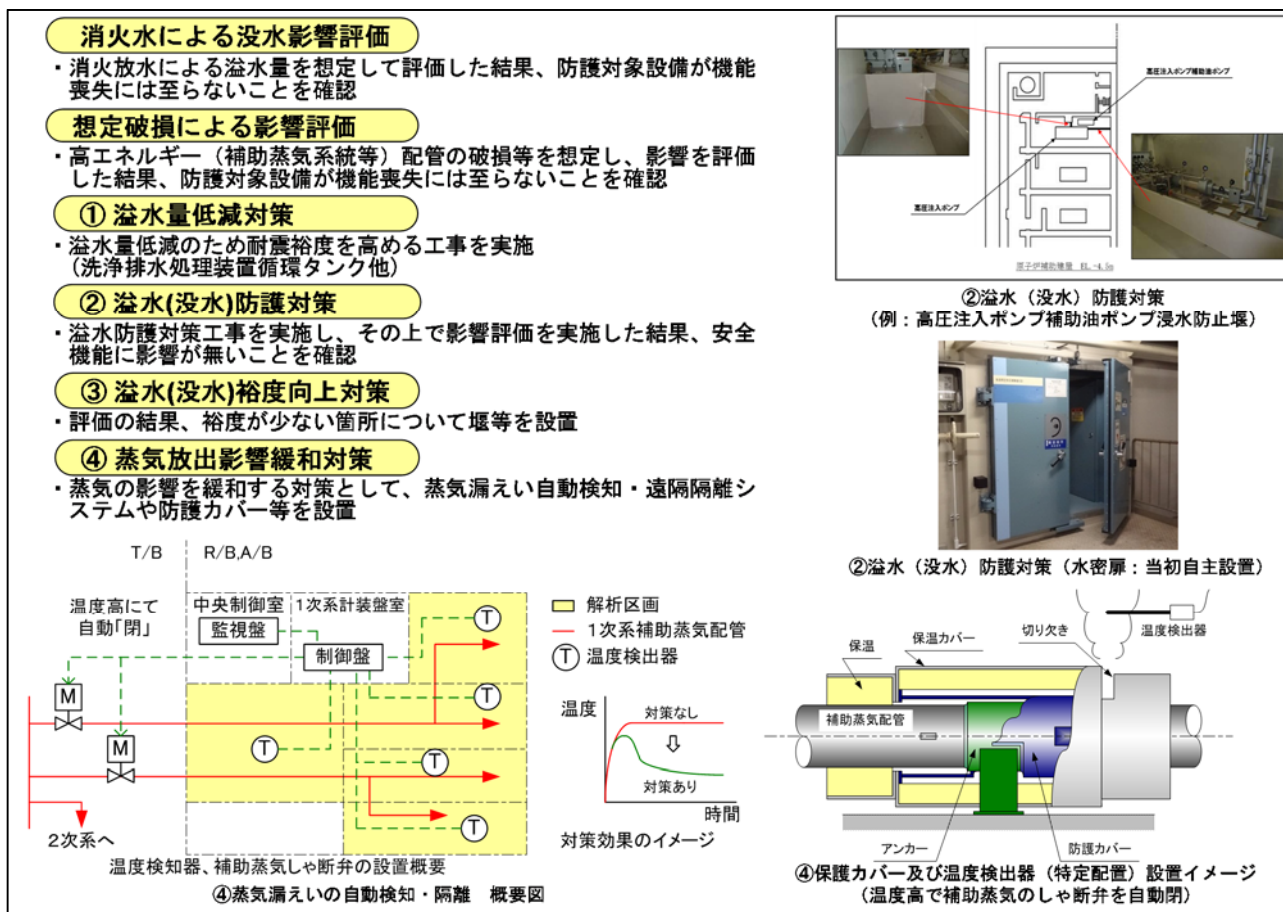 消火水による没水影響評価
・消火放水による溢水量を想定して評価した結果、防護対象設備が機能
喪失には至らないことを確認
想定破損による影響評価
・高エネルギー（補助蒸気系統等）配管の破損等を想定し、影響を評価
した結果、防護対象設備が機能喪失には至らないことを確認
① 溢水量低減対策
・溢水量低減のため耐震裕度を高める工事を実施
(洗浄排水処理装置循環タンク他)
② 溢水(没水)防護対策
・溢水防護対策工事を実施し、その上で影響評価を実施した結果、安全
機能に影響が無いことを確認
③ 溢水(没水)裕度向上対策
・評価の結果、裕度が少ない箇所について堰等を設置
④ 蒸気放出影響緩和対策
・蒸気の影響を緩和する対策として、蒸気漏えい自動検知・遠隔隔離シ
ステムや防護カバー等を設置
T/B
R/B,A/B
温度高にて
自動「閉」
中央制御室
1次系計装盤室
監視盤
制御盤
T
T
T
T
T
M
M
2次系へ
解析区画
1次系補助蒸気配管
T 温度検出器
温度
対策なし
対策あり
時間
対策効果のイメージ
温度検知器、補助蒸気しゃ断弁の設置概要
④蒸気漏えいの自動検知・隔離 概要図
高圧注入ポンプ補助油ポンプ
高圧注入ポンプ
原子炉補助建屋 EL.-4.5m
②溢水（没水）防護対策
（例：高圧注入ポンプ補助油ポンプ浸水防止堰）
②溢水（没水）防護対策（水密扉：当初自主設置）
切り欠き
温度検出器
保温カバー
保温
補助蒸気配管
アンカー
防護カバー
④保護カバー及び温度検出器（特定配置）設置イメージ
（温度高で補助蒸気のしゃ断弁を自動閉）